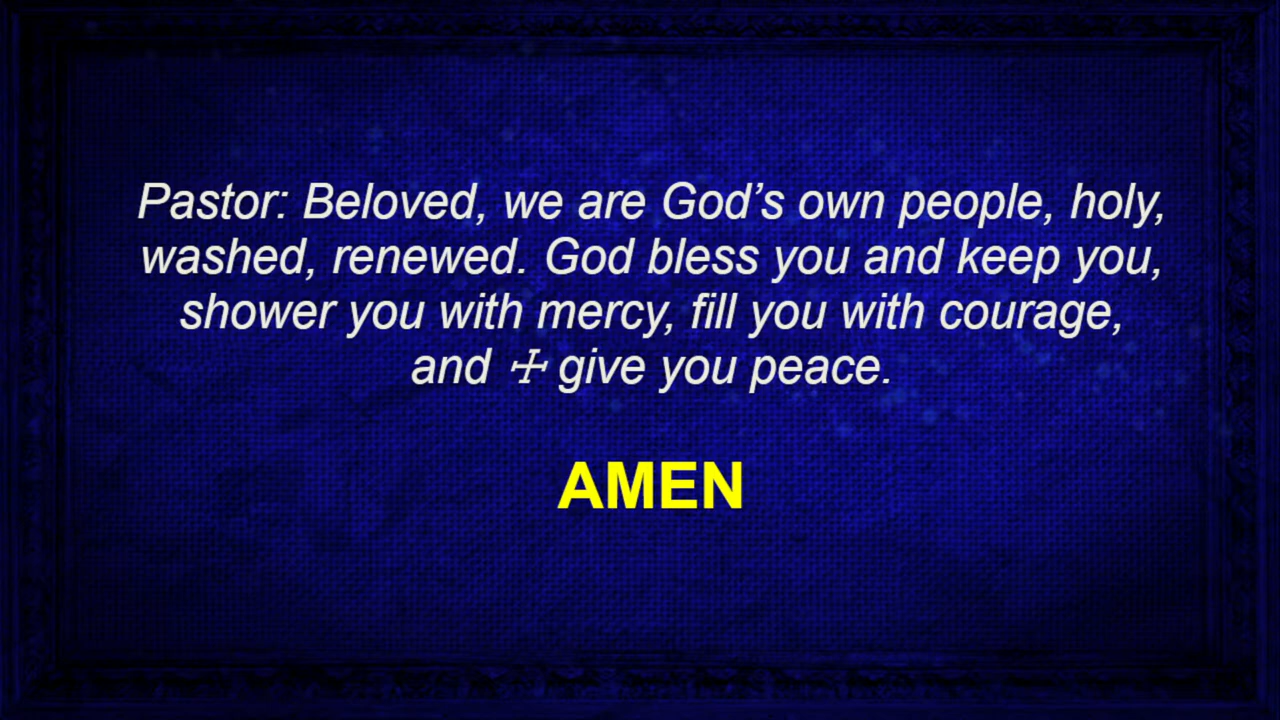 Pastor: Beloved, we are God’s own people, holy,
washed, renewed. God bless you and keep you,
shower you with mercy, fill you with courage,
and ☩ give you peace.
AMEN